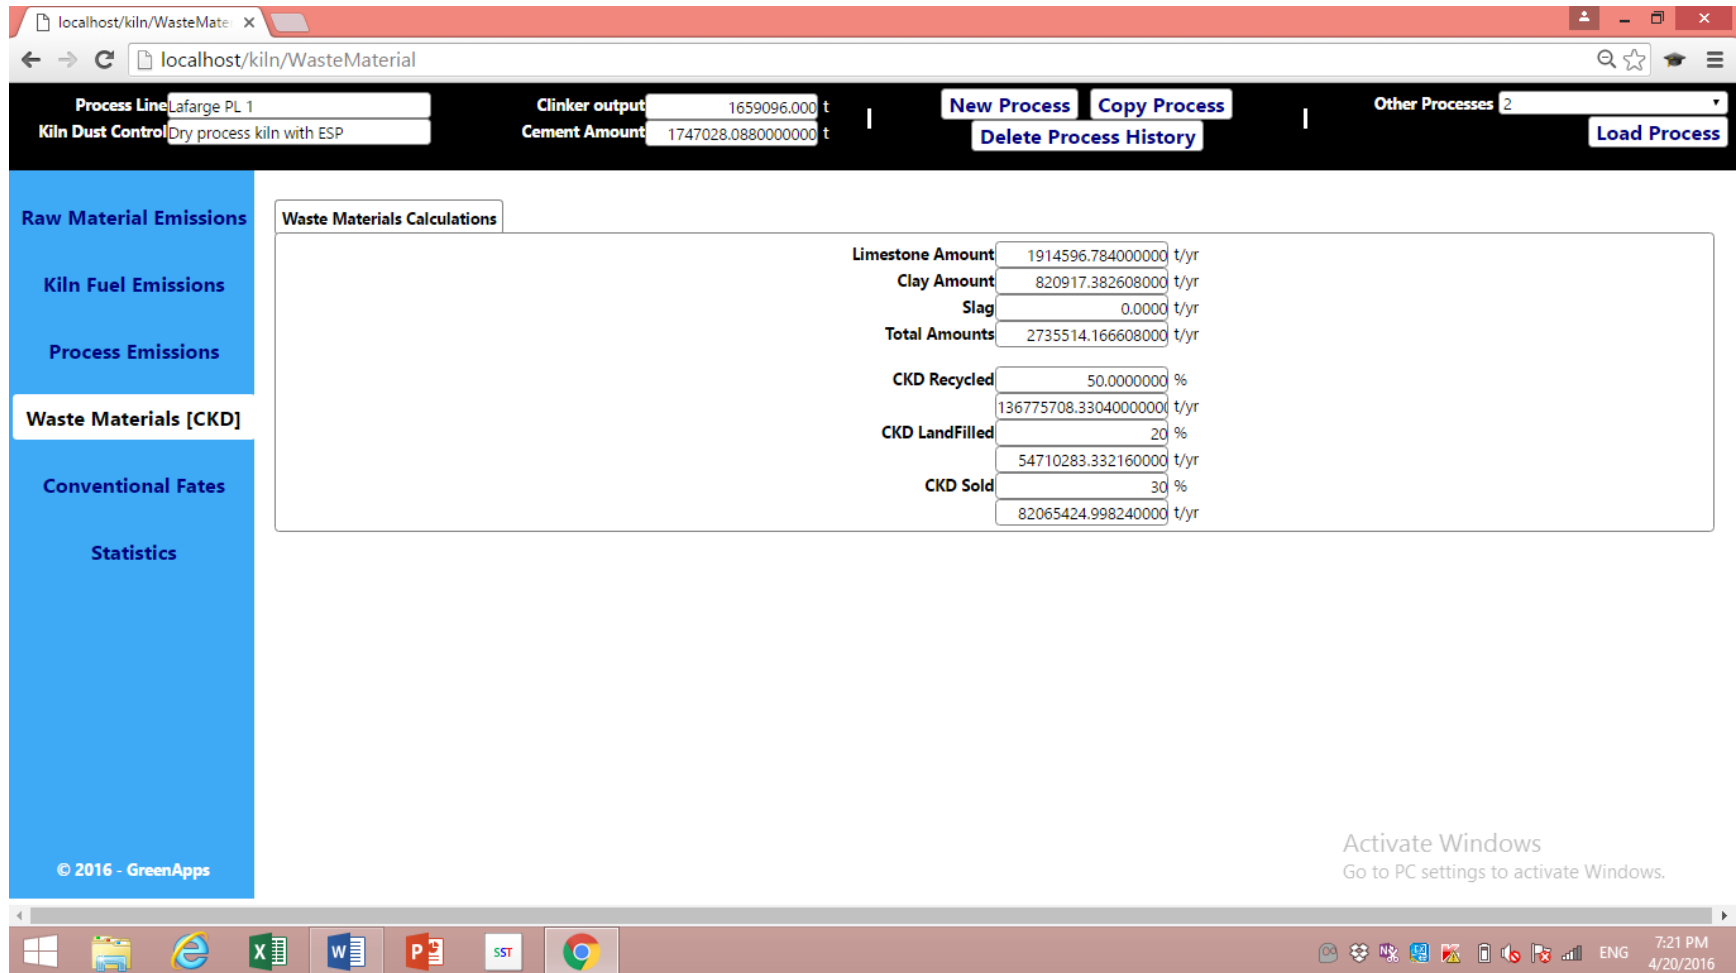 localhost/kiln/WasteMate
localhost/kiln/WasteMaterial
Process Line Lafarge PL 1 Clinker output 1659096.000 t New Process Copy Process Other Processes 2
Kiln Dust Control Dry process kiln with ESP Cement Amount 1747028.0880000000 t Delete Process History Load Process
Raw Material Emissions
Kiln Fuel Emissions
Process Emissions
Waste Materials [CKD]
Conventional Fates
Statistics
© 2016 - GreenApps
Waste Materials Calculations
Limestone Amount 1914596.784000000 t/yr
Clay Amount 820917.382608000 t/yr
Slag 0.0000 t/yr
Total Amounts 2735514.166608000 t/yr
CKD Recycled 50.0000000 %
136775708.3304000000 t/yr
CKD LandFilled 20 %
54710283.332160000 t/yr
CKD Sold 30 %
82065424.998240000 t/yr
Activate Windows
Go to PC settings to activate Windows.
SST
ENG 7:21 PM
4/20/2016